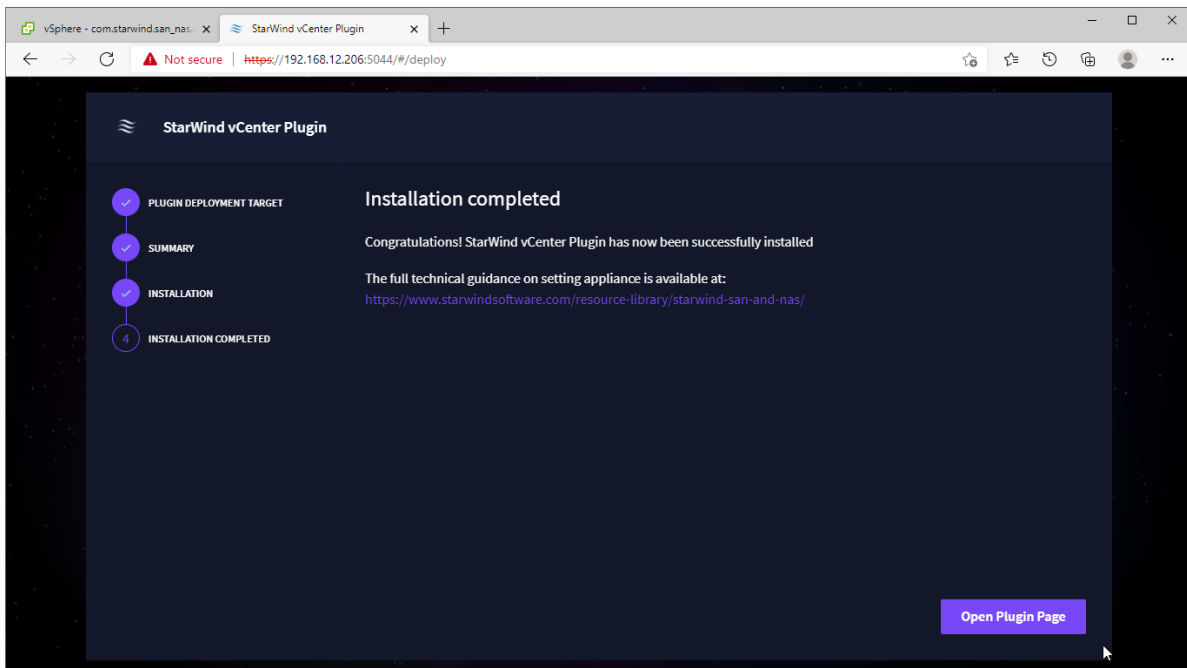 vSphere - com.starwind.san_nas.
StarWind vCenter Plugin
Not secure
https://192.168.12.206:5044/#/deploy
StarWind vCenter Plugin
PLUGIN DEPLOYMENT TARGET
SUMMARY
INSTALLATION
4 INSTALLATION COMPLETED
Installation completed
Congratulations! StarWind vCenter Plugin has now been successfully installed
The full technical guidance on setting appliance is available at:
https://www.starwindsoftware.com/resource-library/starwind-san-and-nas/
Open Plugin Page